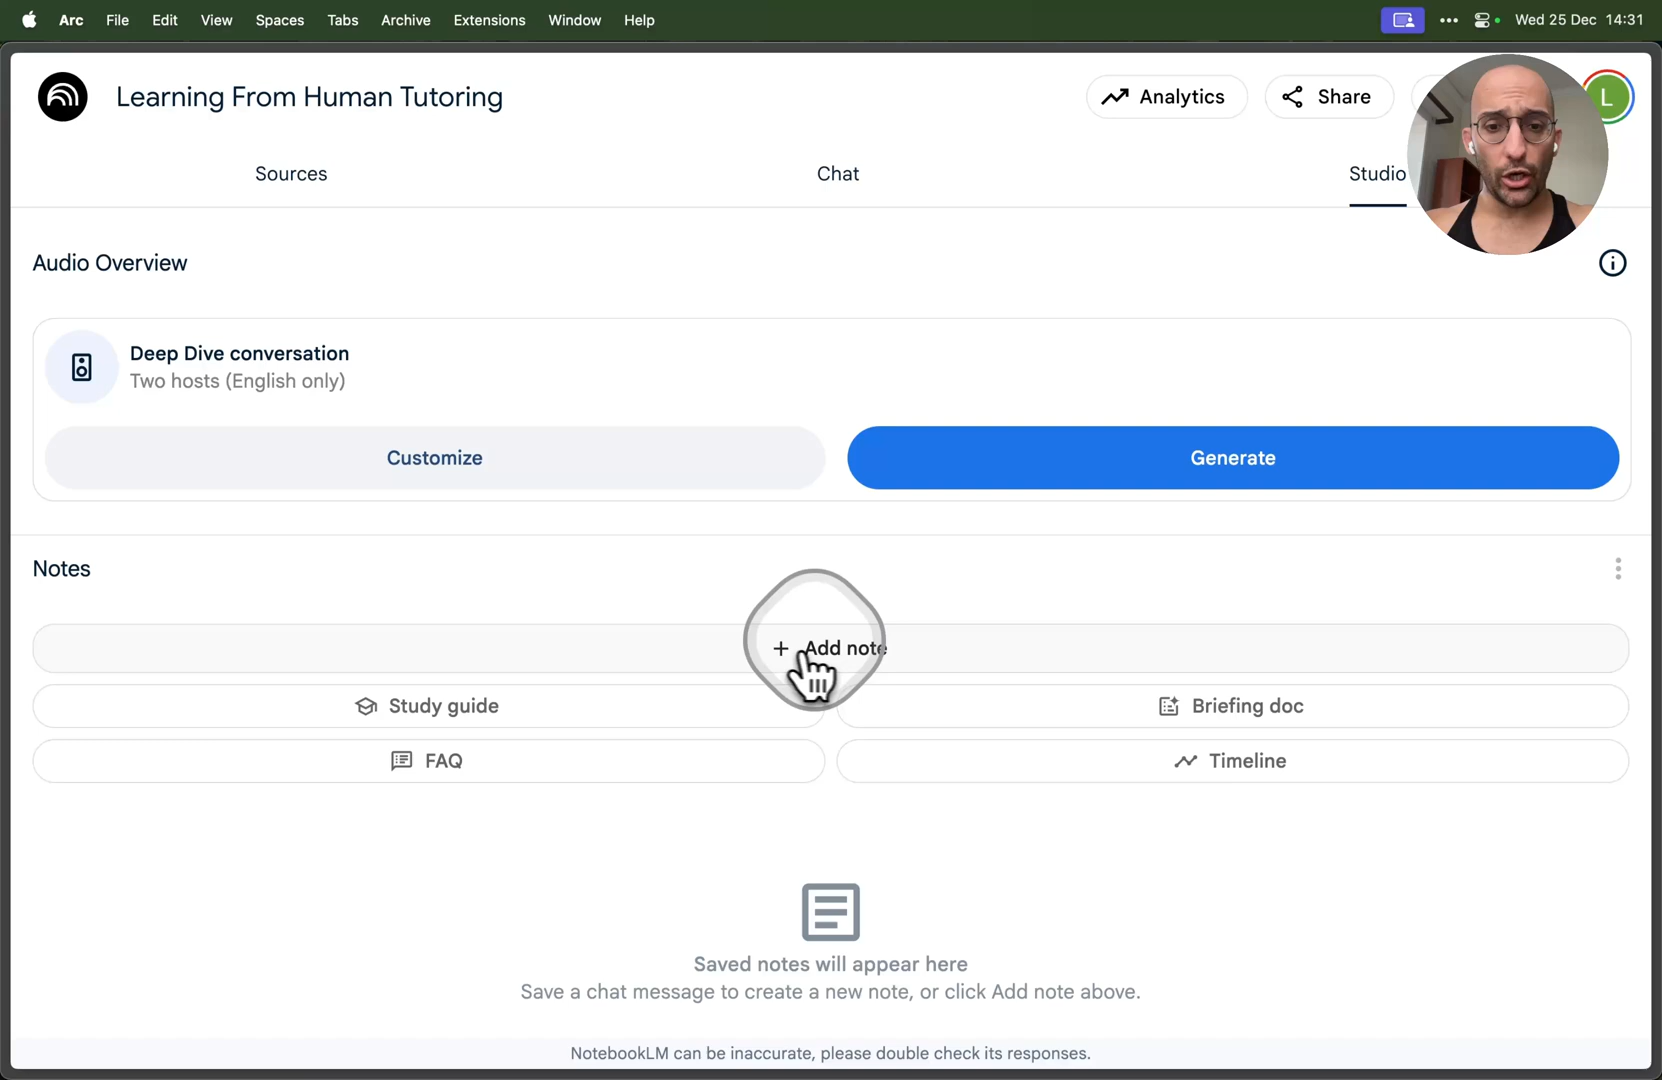 Arc File Edit View Spaces Tabs Archive Extensions Window Help Wed 25 Dec 14:31
Learning From Human Tutoring
Analytics
Share
L
Sources Chat Studio
Audio Overview
Deep Dive conversation
Two hosts (English only)
Customize Generate
Notes
+ Add note
Study guide Briefing doc
FAQ Timeline
Saved notes will appear here
Save a chat message to create a new note, or click Add note above.
NotebookLM can be inaccurate, please double check its responses.